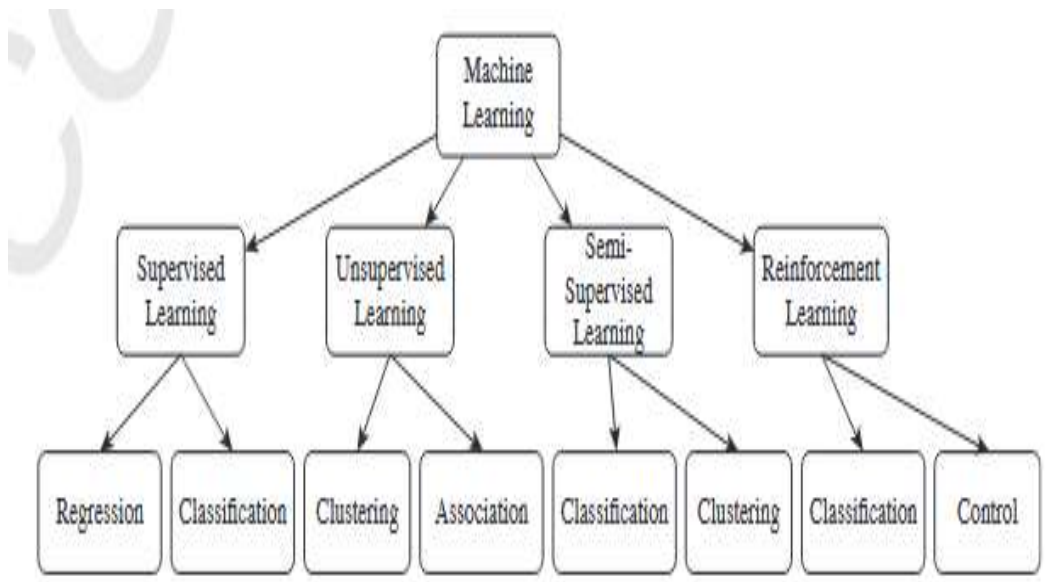 Machine
Learning
Supervised
Learning
Unsupervised
Learning
Semi-
Supervised
Learning
Reinforcement
Learning
Regression
Classification
Clustering
Association
Classification
Clustering
Classification
Control